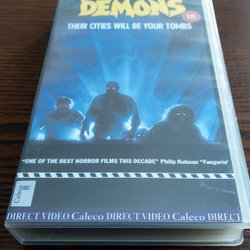 DEMONS
18
THEIR CITIES WILL BE YOUR TOMBS
"ONE OF THE BEST HORROR FILMS THIS DECADE" Philip Nutman "Fangoria"
Caleco
DIRECT VIDEO Caleco DIRECT VIDEO Caleco DIRECT